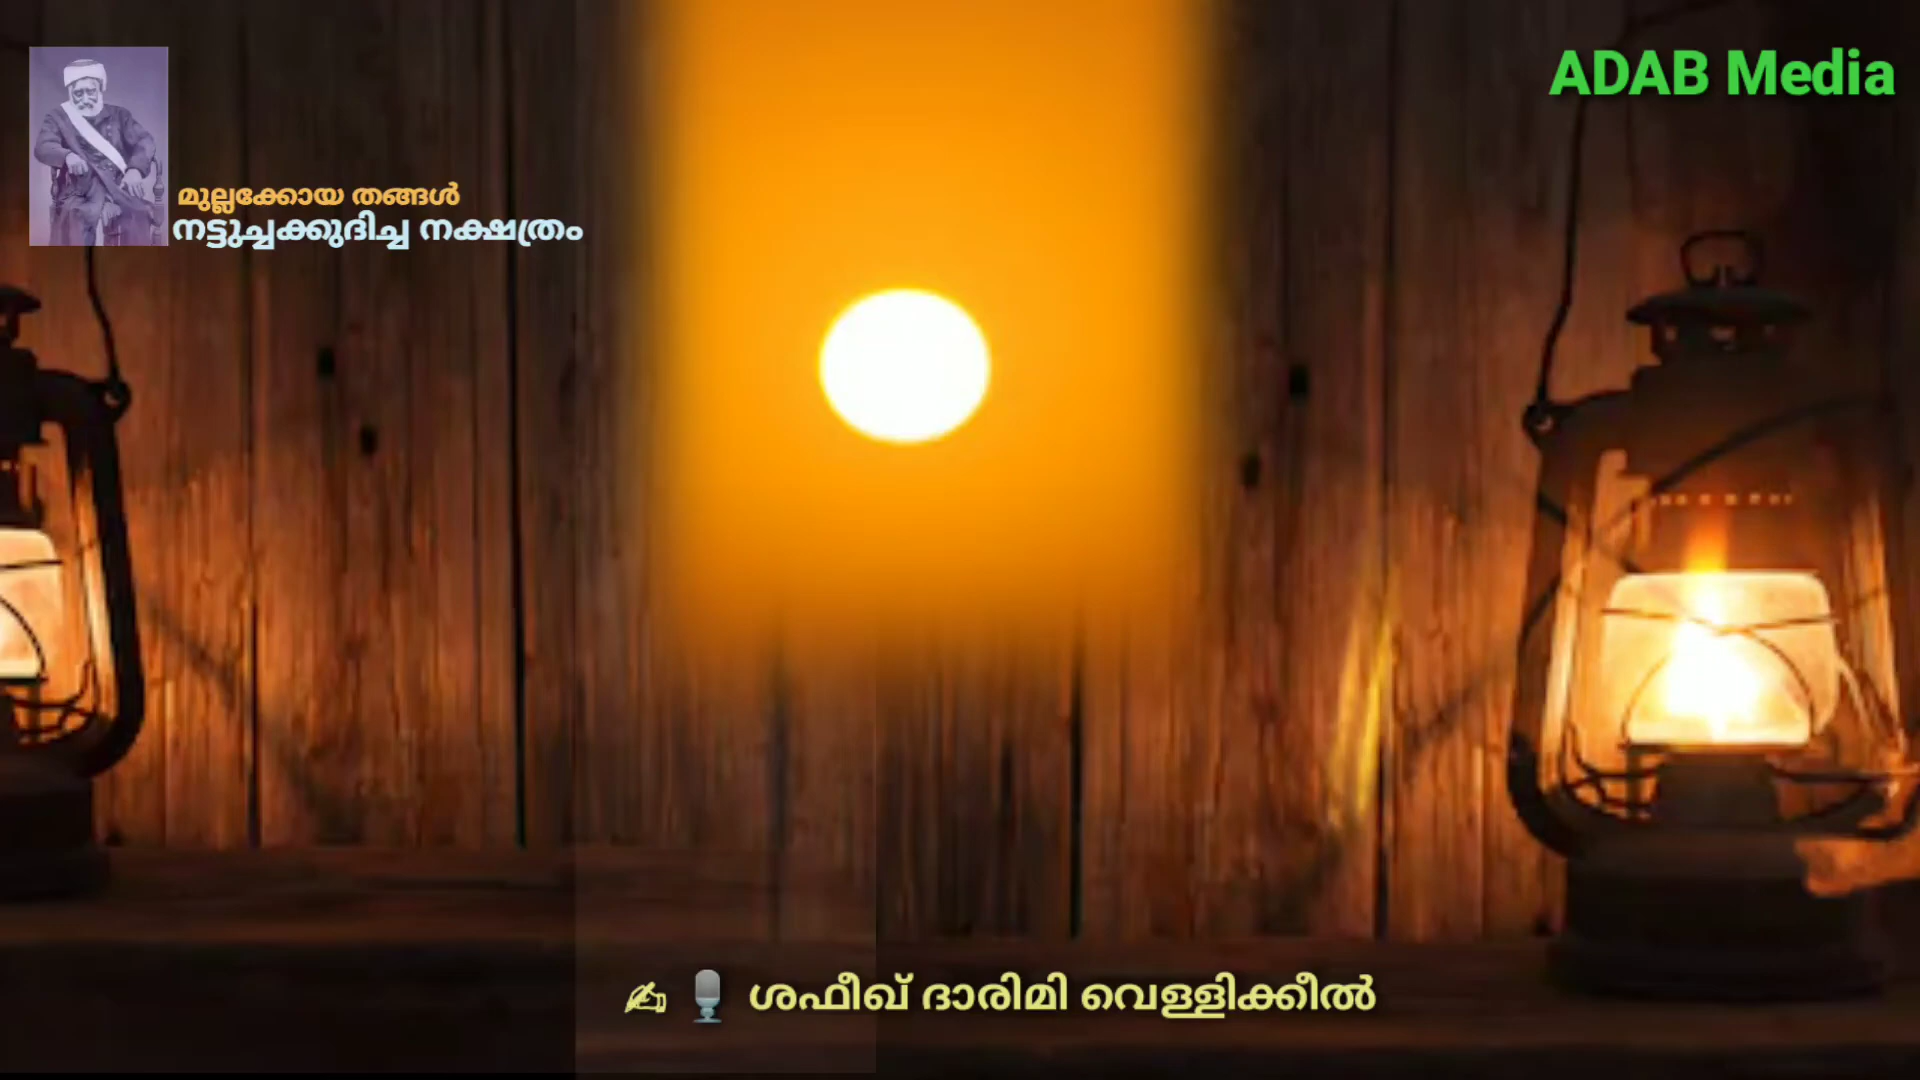 ADAB Media
മുല്ലക്കോയ തങ്ങൾ
നട്ടുച്ചക്കുദിച്ച നക്ഷത്രം
✍️ 🎙️ ശഫീഖ് ദാരിമി വെള്ളിക്കീൽ